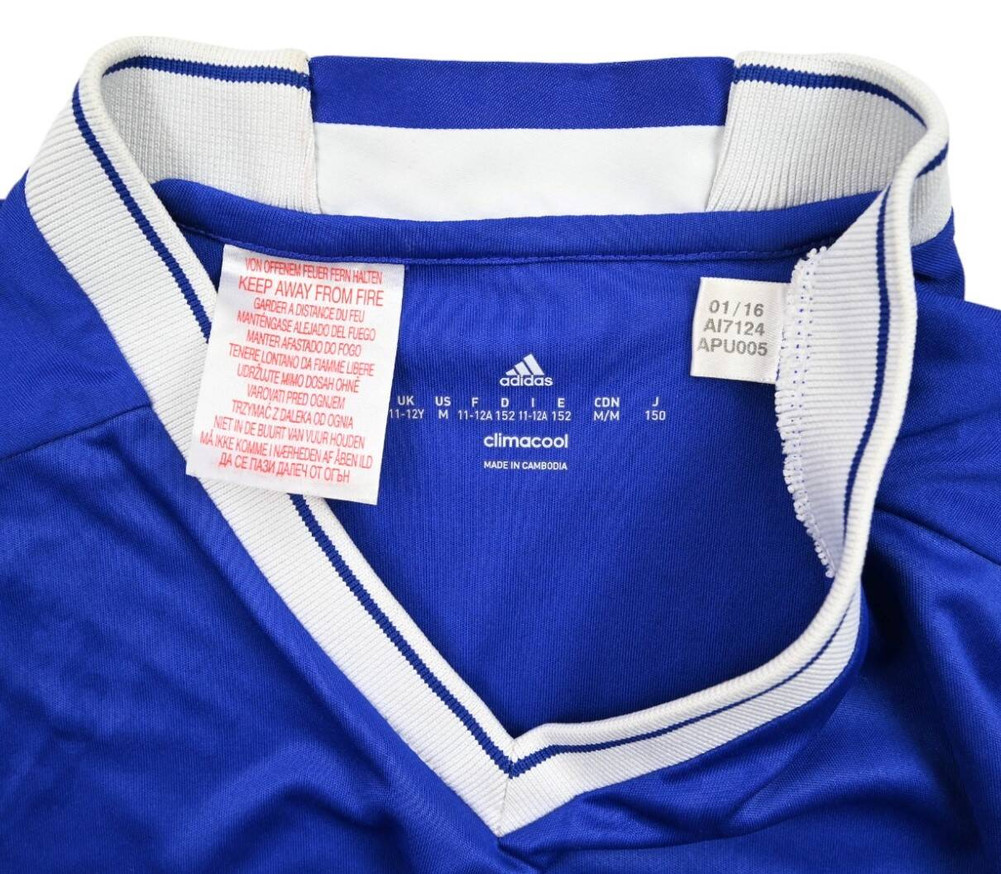 VON OFFENEM FEUER FERN HALTEN
KEEP AWAY FROM FIRE
GARDER A DISTANCE DU FEU
MANTÉNGASE ALEJADO DEL FUEGO
MANTER AFASTADO DO FOGO
TENERE LONTANO DA FIAMME LIBERE
UDRŽUJTE MIMO DOSAH OHNĚ
VAROVATI PRED OGNJEM
TRZYMAĆ Z DALEKA OD OGNIA
NIET IN DE BUURT VAN VUUR HOUDEN
MÅ IKKE KOMME I NÆRHEDEN AF ÅBEN ILD
ДА СЕ ПАЗИ ДАЛЕЧ ОТ ОГЪН
01/16
AI7124
APU005
adidas
UK US F D I E CDN J
11-12Y M 11-12A 152 11-12A 152 M/M 150
climacool
MADE IN CAMBODIA